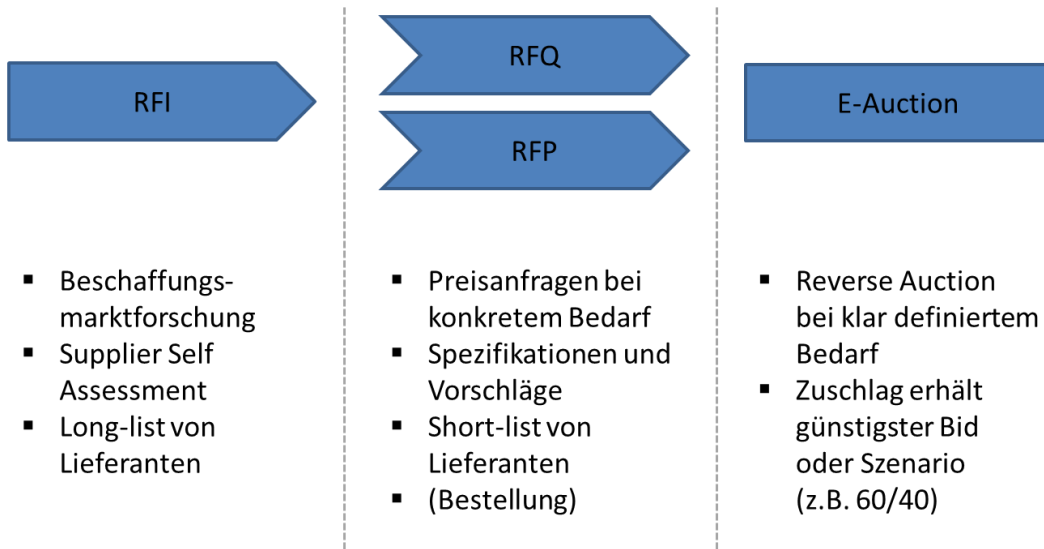 RFI
▪ Beschaffungs-
marktforschung
▪ Supplier Self
Assessment
▪ Long-list von
Lieferanten
RFQ
RFP
▪ Preisanfragen bei
konkretem Bedarf
▪ Spezifikationen und
Vorschläge
▪ Short-list von
Lieferanten
▪ (Bestellung)
E-Auction
▪ Reverse Auction
bei klar definiertem
Bedarf
▪ Zuschlag erhält
günstigster Bid
oder Szenario
(z.B. 60/40)